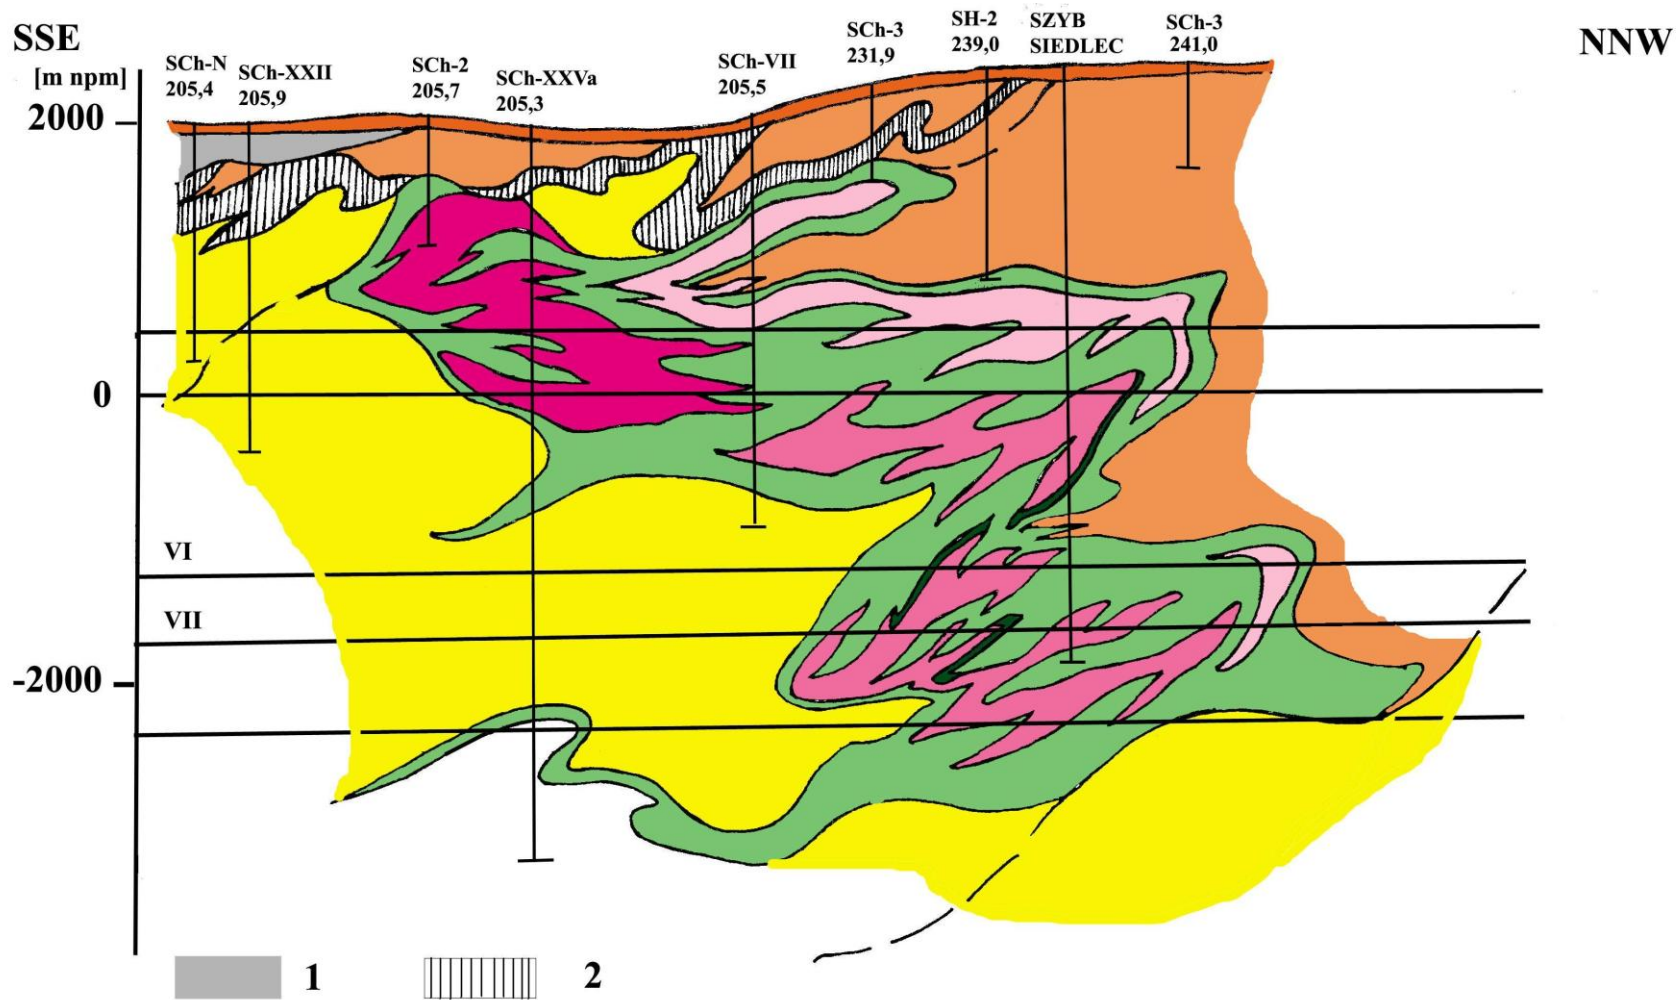 SSE
NNW
[m npm]
SCh-N
205,4
SCh-XXII
205,9
SCh-2
205,7
SCh-XXVa
205,3
SCh-VII
205,5
SCh-3
231,9
SH-2
239,0
SZYB
SIEDLEC
SCh-3
241,0
2000
0
VI
VII
-2000
1
2